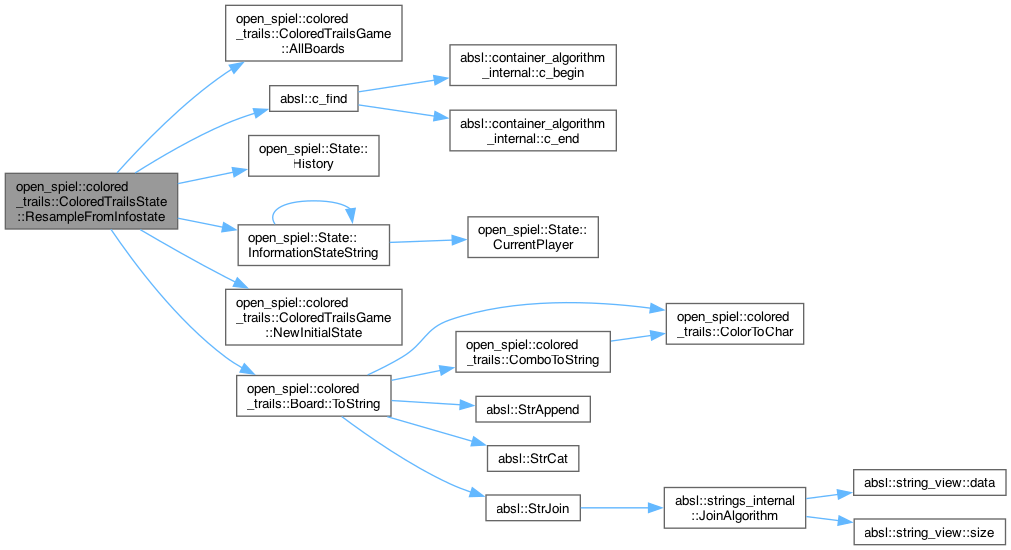 open_spiel::colored
_trails::ColoredTrailsState
::ResampleFromInfostate
open_spiel::colored
_trails::ColoredTrailsGame
::AllBoards
absl::c_find
absl::container_algorithm
_internal::c_begin
absl::container_algorithm
_internal::c_end
open_spiel::State::
History
open_spiel::State::
InformationStateString
open_spiel::State::
CurrentPlayer
open_spiel::colored
_trails::ColoredTrailsGame
::NewInitialState
open_spiel::colored
_trails::Board::ToString
open_spiel::colored
_trails::ColorToChar
open_spiel::colored
_trails::ComboToString
absl::StrAppend
absl::StrCat
absl::StrJoin
absl::strings_internal
::JoinAlgorithm
absl::string_view::data
absl::string_view::size